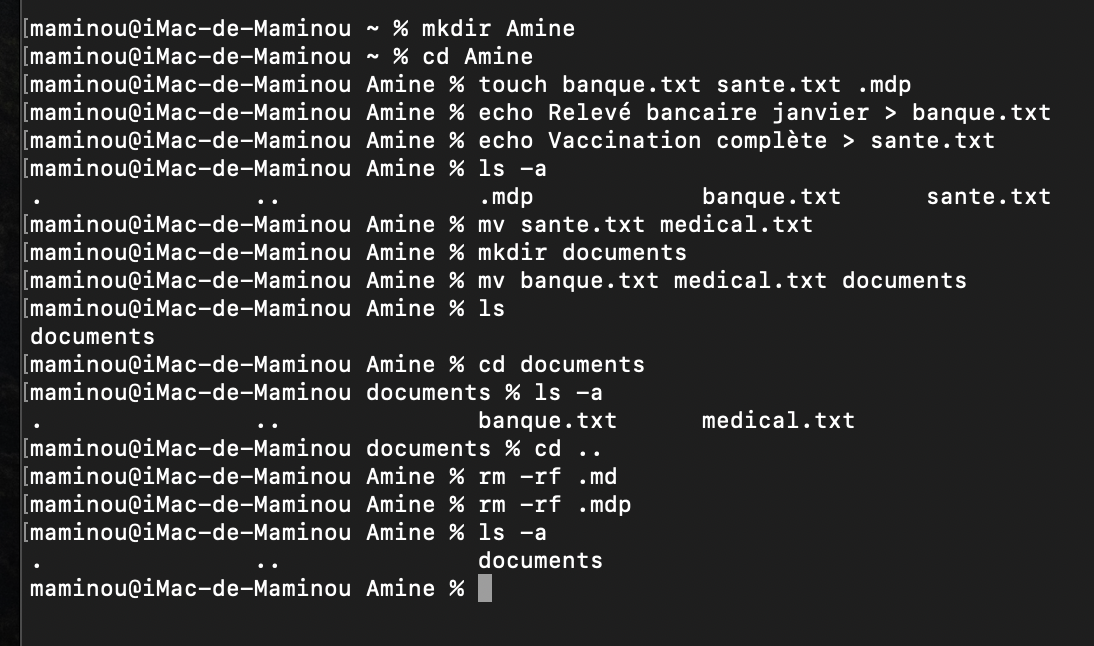 [maminou@iMac-de-Maminou ~ % mkdir Amine
[maminou@iMac-de-Maminou ~ % cd Amine
[maminou@iMac-de-Maminou Amine % touch banque.txt sante.txt .mdp
[maminou@iMac-de-Maminou Amine % echo Relevé bancaire janvier > banque.txt
[maminou@iMac-de-Maminou Amine % echo Vaccination complète > sante.txt
[maminou@iMac-de-Maminou Amine % ls -a
. .. .mdp banque.txt sante.txt
[maminou@iMac-de-Maminou Amine % mv sante.txt medical.txt
[maminou@iMac-de-Maminou Amine % mkdir documents
[maminou@iMac-de-Maminou Amine % mv banque.txt medical.txt documents
[maminou@iMac-de-Maminou Amine % ls
documents
[maminou@iMac-de-Maminou Amine % cd documents
[maminou@iMac-de-Maminou documents % ls -a
. .. banque.txt medical.txt
[maminou@iMac-de-Maminou documents % cd ..
[maminou@iMac-de-Maminou Amine % rm -rf .md
[maminou@iMac-de-Maminou Amine % rm -rf .mdp
[maminou@iMac-de-Maminou Amine % ls -a
. .. documents
maminou@iMac-de-Maminou Amine %